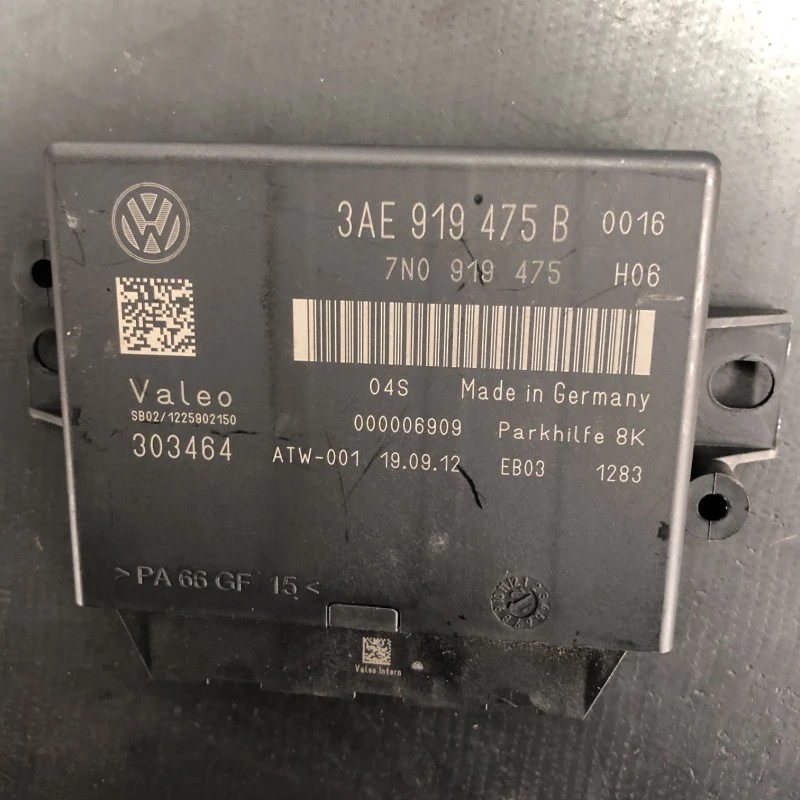 3AE 919 475 B 0016
7N0 919 475 H06
Valeo
SB02/1225902150
303464
04S Made in Germany
000006909 Parkhilfe 8K
ATW-001 19.09.12 EB03 1283
>PA 66 GF 15<
Valeo Intern